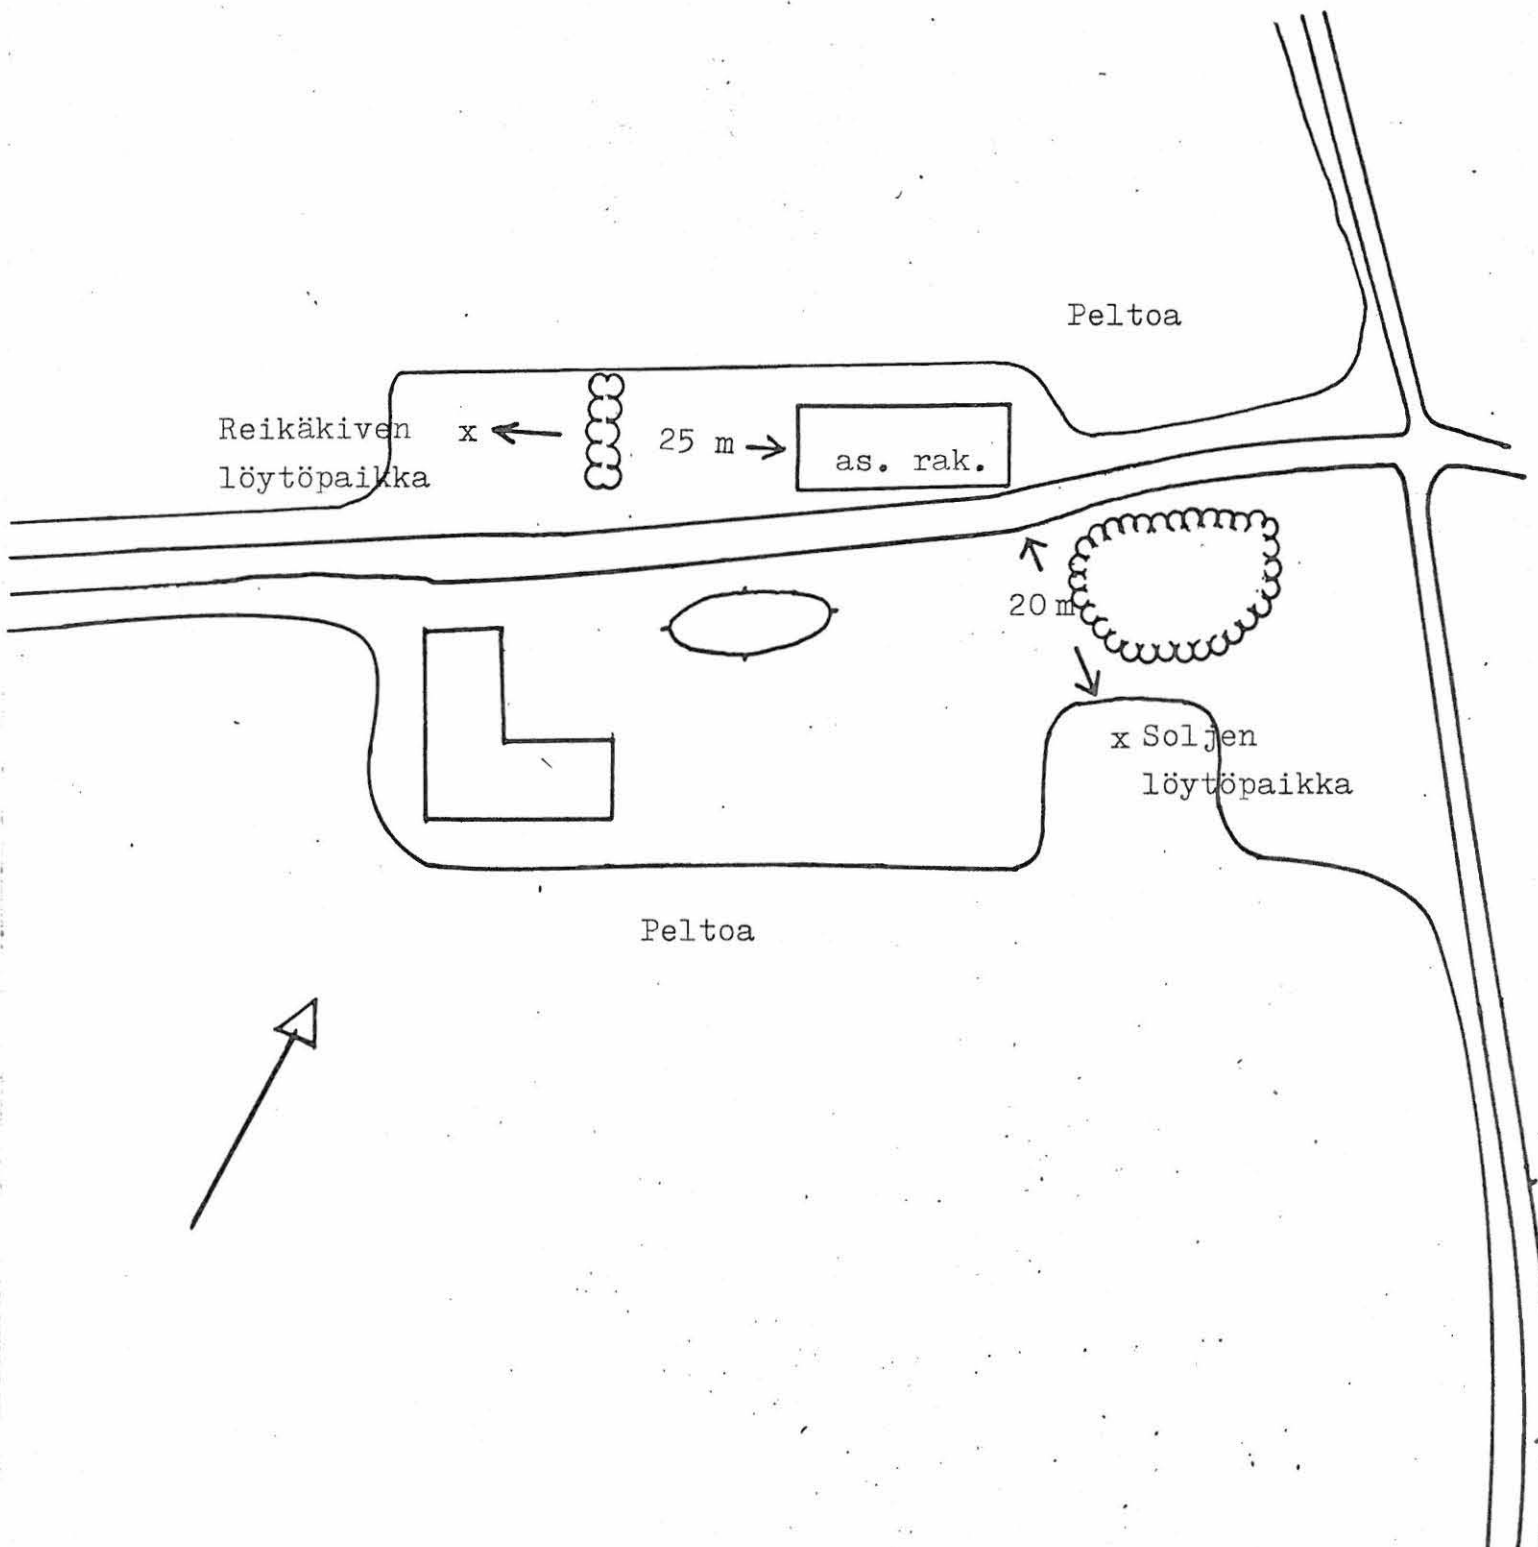 Peltoa
Reikäkiven x
löytöpaikka
25 m
as. rak.
20 m
x Soljen
löytöpaikka
Peltoa